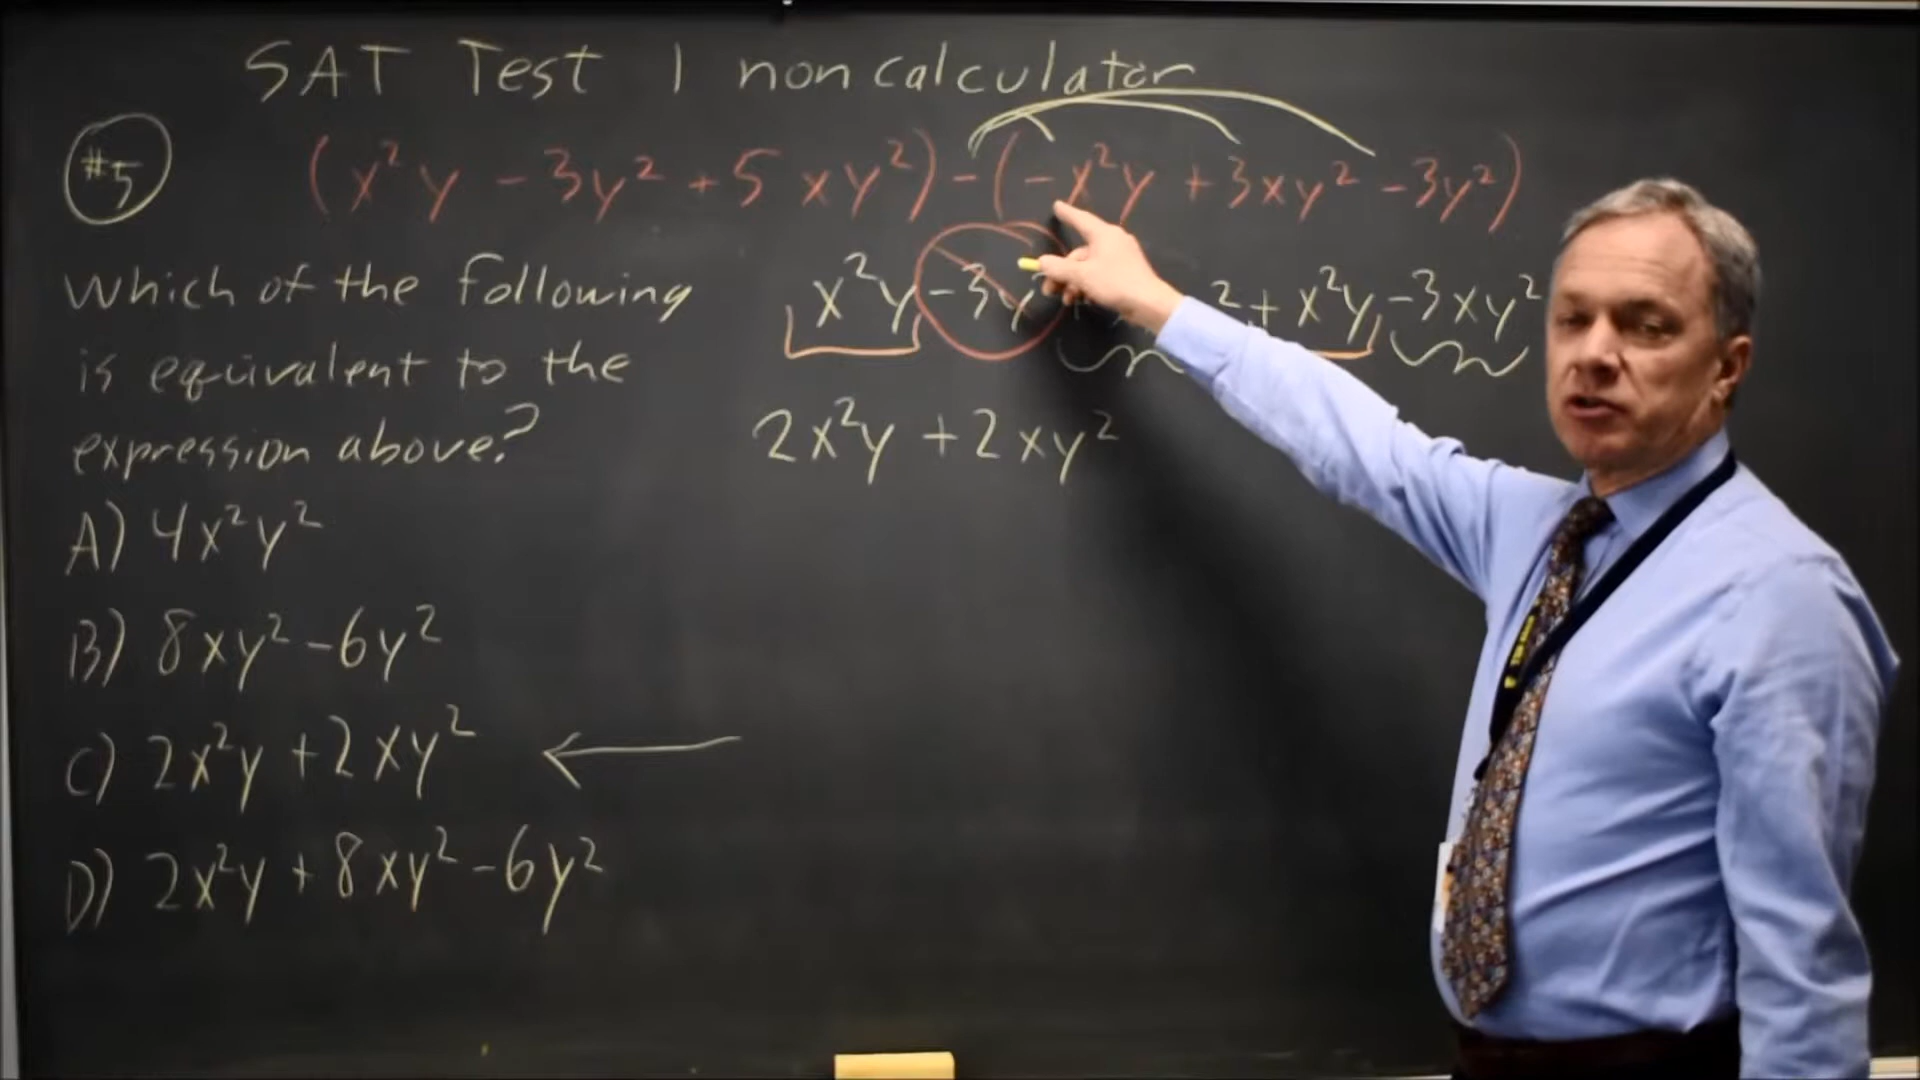 SAT Test 1 non calculator
#5
(x²y - 3y² + 5xy²) - (-x²y + 3xy² - 3y²)
Which of the following
is equivalent to the
expression above?
x²y - 3y² + x²y - 3xy²
2x²y + 2xy²
A) 4x²y²
B) 8xy² - 6y²
C) 2x²y + 2xy² ←
D) 2x²y + 8xy² - 6y²